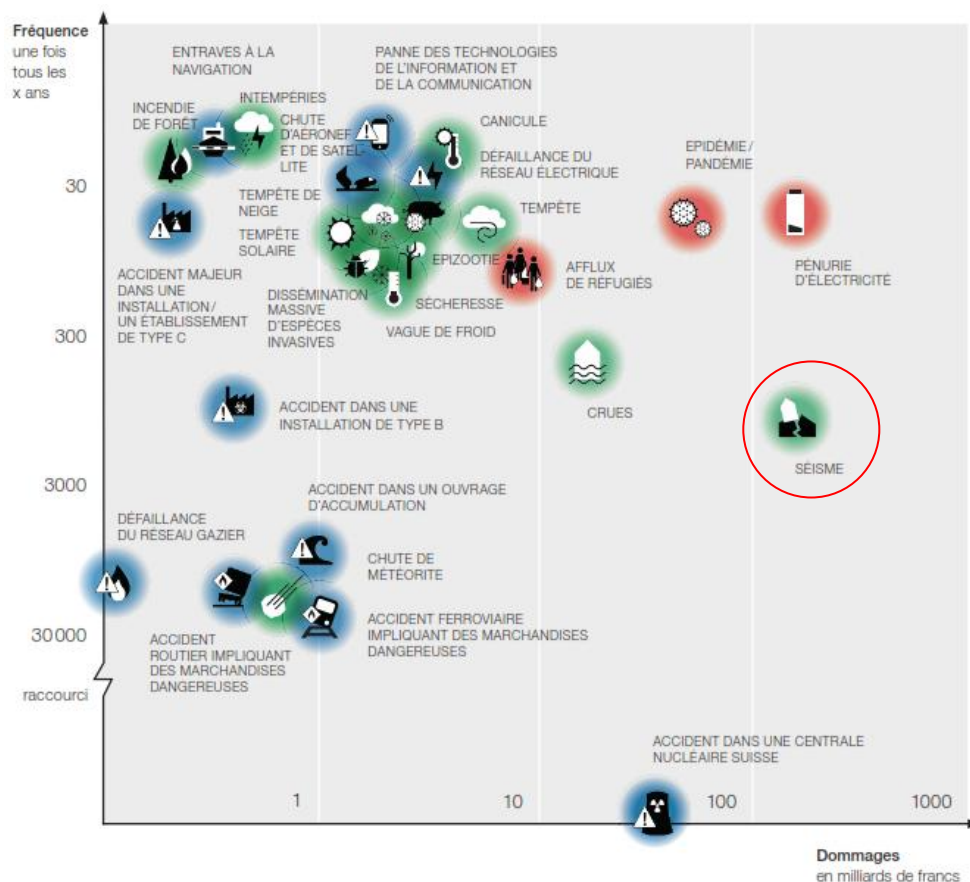 Fréquence
une fois
tous les
x ans
ENTRAVES À LA
NAVIGATION
PANNE DES TECHNOLOGIES
DE L'INFORMATION ET
DE LA COMMUNICATION
INCENDIE
DE FORÊT
INTEMPÉRIES
CHUTE
D'AÉRONEF
ET DE SATEL-
LITE
CANICULE
DÉFAILLANCE DU
RÉSEAU ÉLECTRIQUE
EPIDÉMIE/
PANDÉMIE
30
TEMPÊTE DE
NEIGE
TEMPÊTE
SOLAIRE
TEMPÊTE
EPIZOOTIE
AFFLUX
DE RÉFUGIÉS
PÉNURIE
D'ÉLECTRICITÉ
ACCIDENT MAJEUR
DANS UNE
INSTALLATION/
UN ÉTABLISSEMENT
DE TYPE C
DISSÉMINATION
MASSIVE
D'ESPÈCES
INVASIVES
SÉCHERESSE
VAGUE DE FROID
300
CRUES
ACCIDENT DANS UNE
INSTALLATION DE TYPE B
SÉISME
3000
ACCIDENT DANS UN OUVRAGE
D'ACCUMULATION
DÉFAILLANCE
DU RÉSEAU GAZIER
CHUTE DE
MÉTÉORITE
ACCIDENT FERROVIAIRE
IMPLIQUANT DES MARCHANDISES
DANGEREUSES
30 000
ACCIDENT
ROUTIER IMPLIQUANT
DES MARCHANDISES
DANGEREUSES
raccourci
ACCIDENT DANS UNE CENTRALE
NUCLÉAIRE SUISSE
1
10
100
1000
Dommages
en milliards de francs